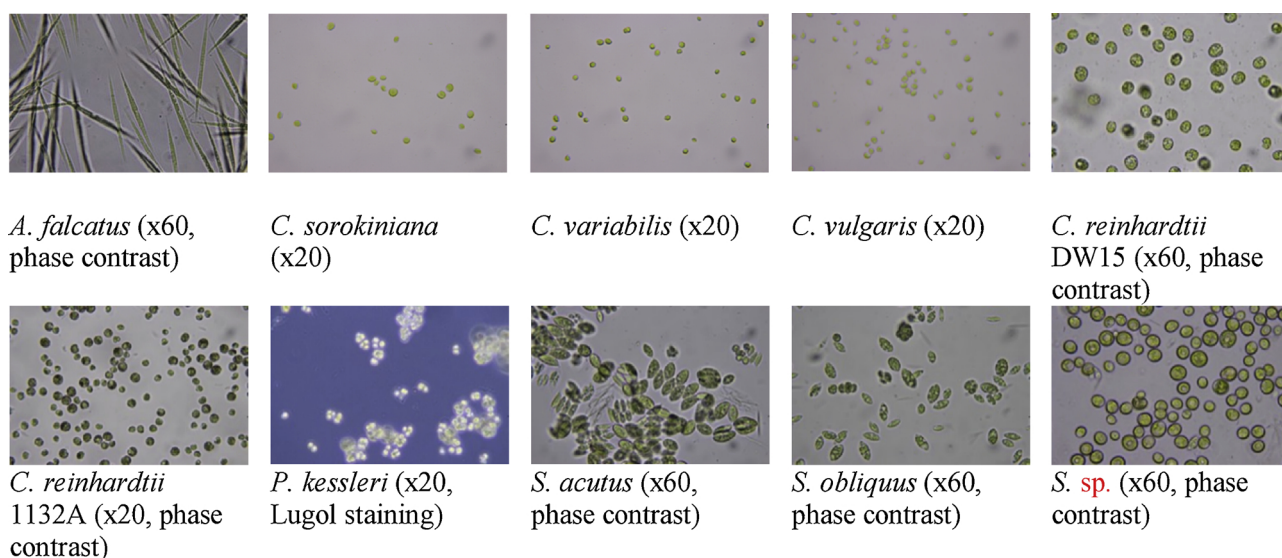 A. falcatus (x60,
phase contrast)
C. sorokiniana
(x20)
C. variabilis (x20)
C. vulgaris (x20)
C. reinhardtii
DW15 (x60, phase
contrast)
C. reinhardtii
1132A (x20, phase
contrast)
P. kessleri (x20,
Lugol staining)
S. acutus (x60,
phase contrast)
S. obliquus (x60,
phase contrast)
S. sp. (x60, phase
contrast)